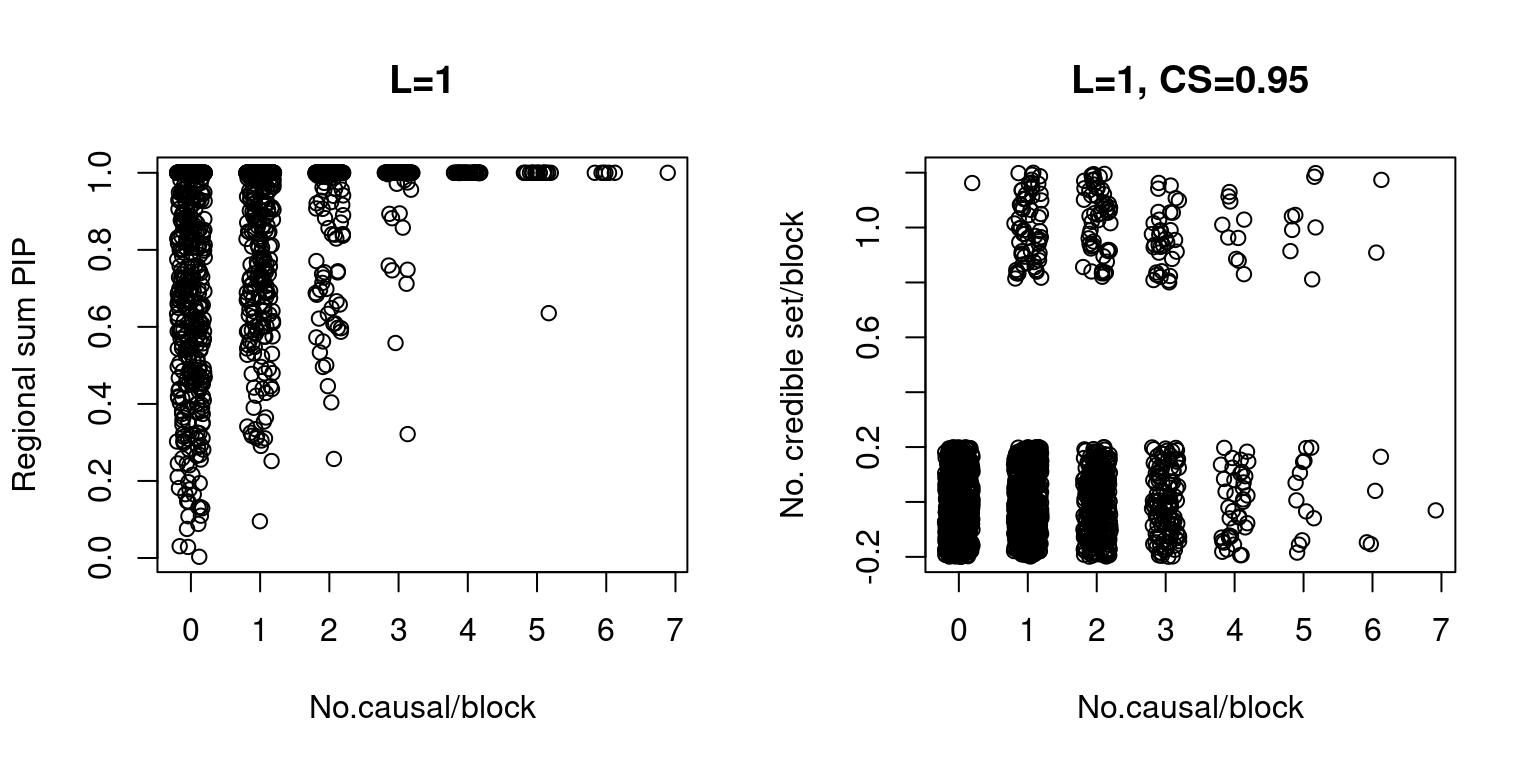 L=1
Regional sum PIP
1.0
0.8
0.6
0.4
0.2
0.0
0 1 2 3 4 5 6 7
No.causal/block
L=1, CS=0.95
No. credible set/block
1.0
0.6
0.2
-0.2
0 1 2 3 4 5 6 7
No.causal/block